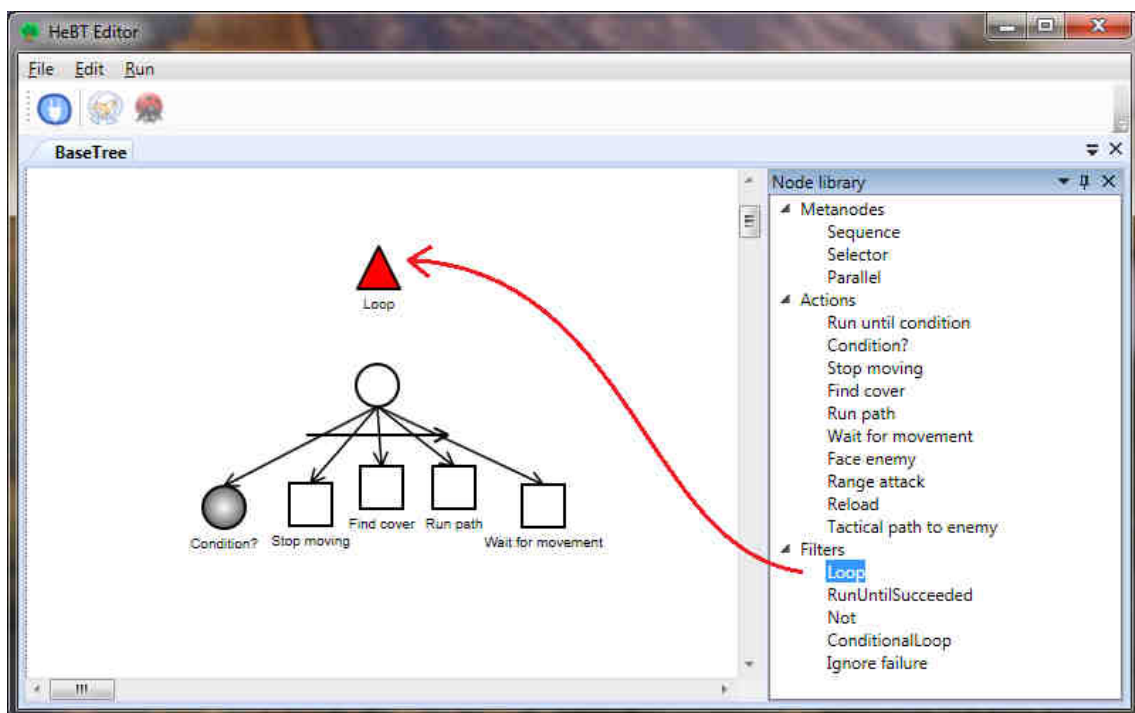 HeBT Editor
File Edit Run
BaseTree
Node library
Metanodes
Sequence
Selector
Parallel
Actions
Run until condition
Condition?
Stop moving
Find cover
Run path
Wait for movement
Face enemy
Range attack
Reload
Tactical path to enemy
Filters
Loop
RunUntilSucceeded
Not
ConditionalLoop
Ignore failure
Loop
Condition?
Stop moving
Find cover
Run path
Wait for movement